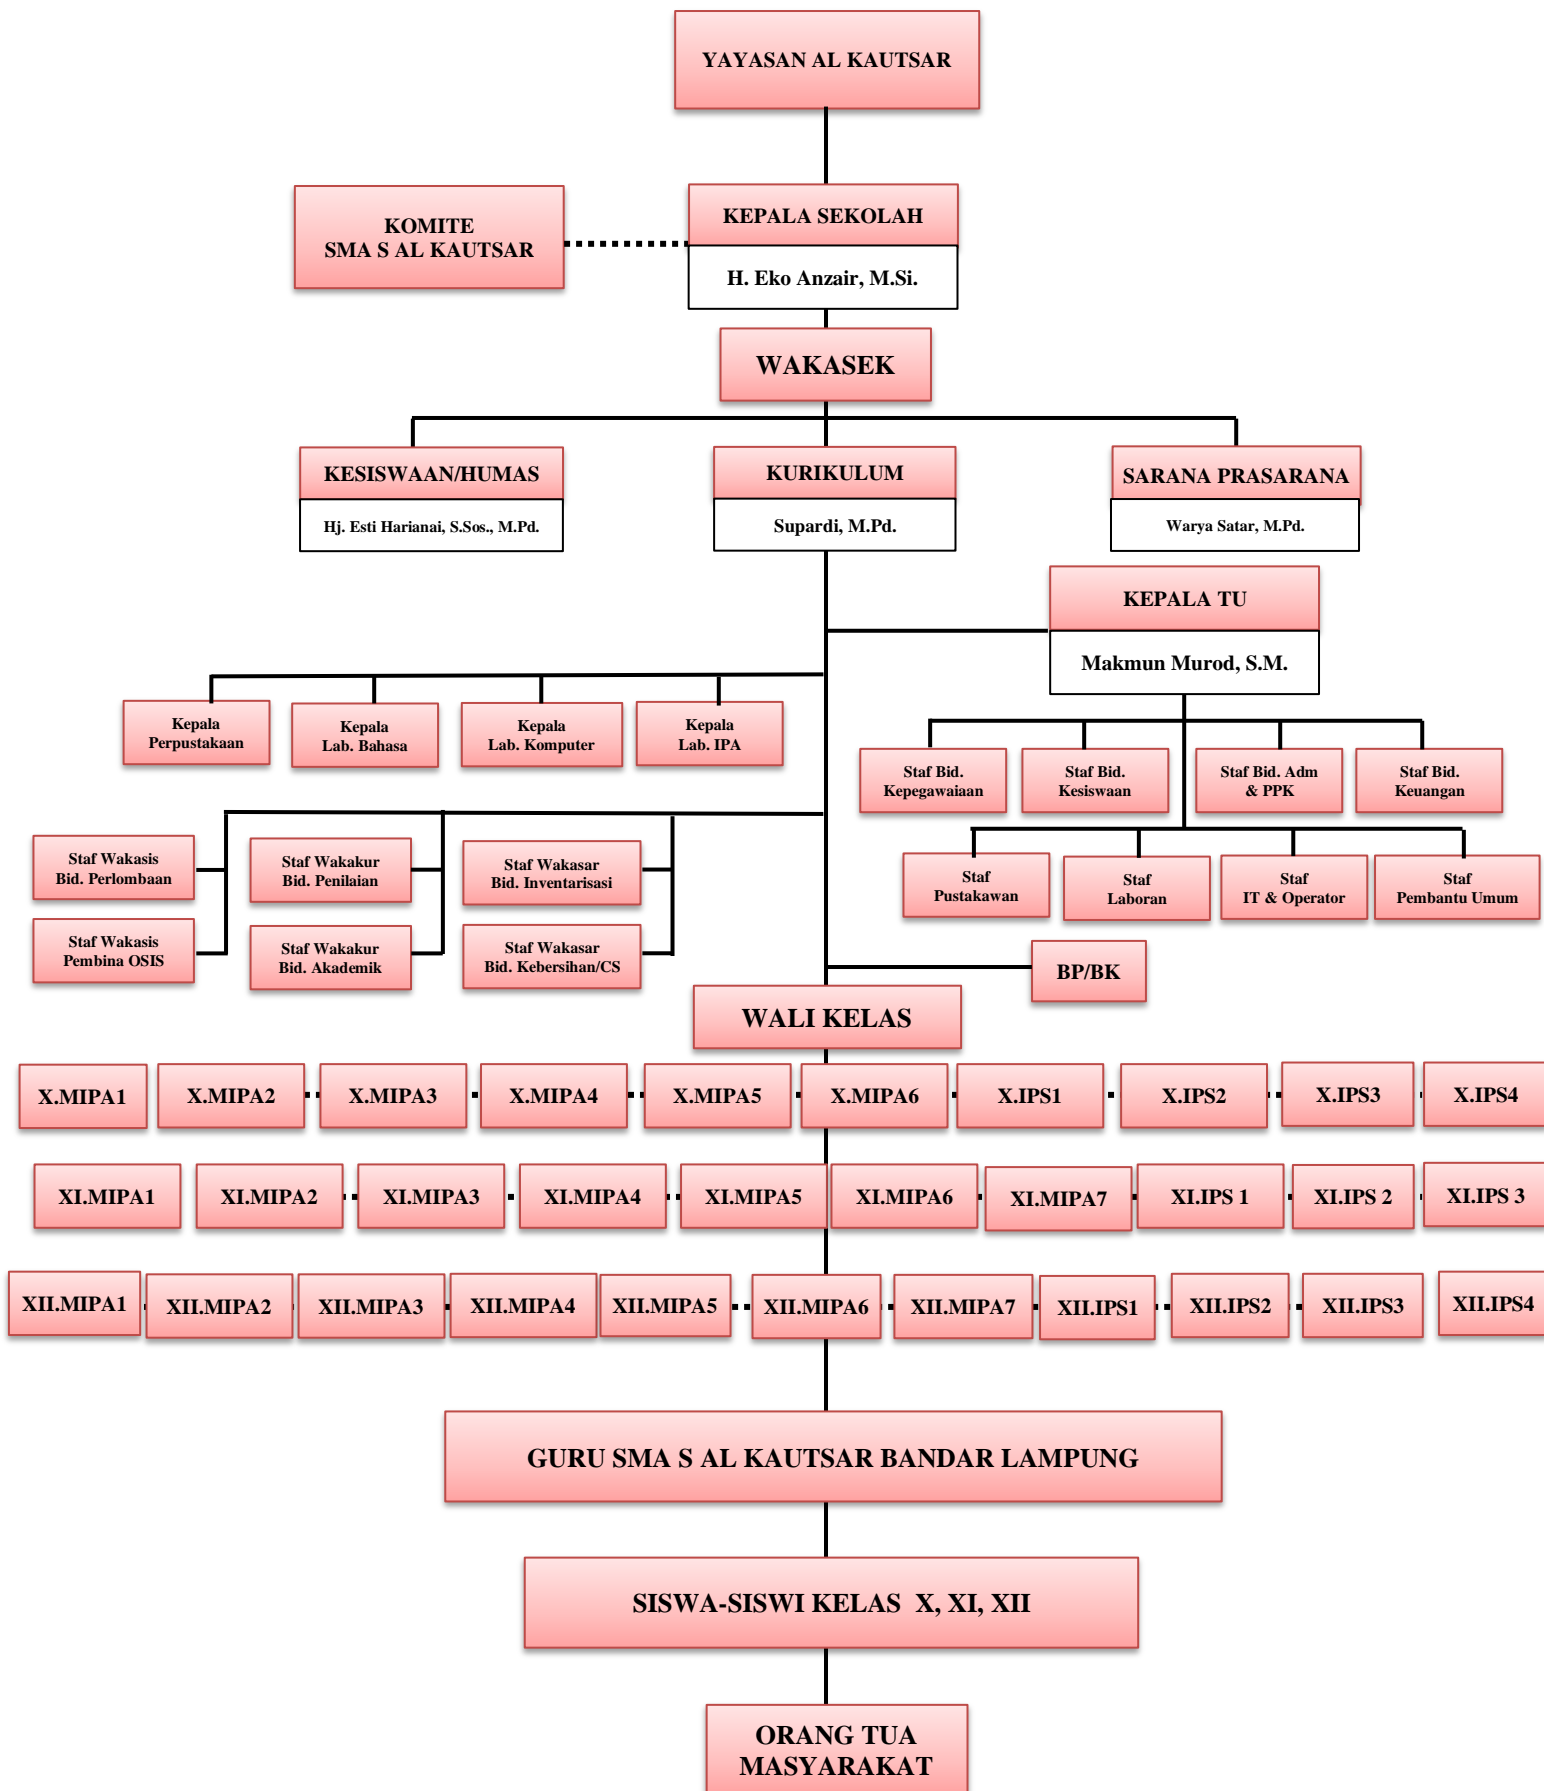 YAYASAN AL KAUTSAR
KOMITE
SMA S AL KAUTSAR
KEPALA SEKOLAH
H. Eko Anzair, M.Si.
WAKASEK
KESISWAAN/HUMAS
Hj. Esti Harianai, S.Sos., M.Pd.
KURIKULUM
Supardi, M.Pd.
SARANA PRASARANA
Warya Satar, M.Pd.
KEPALA TU
Makmun Murod, S.M.
Kepala
Perpustakaan
Kepala
Lab. Bahasa
Kepala
Lab. Komputer
Kepala
Lab. IPA
Staf Bid.
Kepegawaiaan
Staf Bid.
Kesiswaan
Staf Bid. Adm
& PPK
Staf Bid.
Keuangan
Staf Wakasis
Bid. Perlombaan
Staf Wakakur
Bid. Penilaian
Staf Wakasar
Bid. Inventarisasi
Staf
Pustakawan
Staf
Laboran
Staf
IT & Operator
Staf
Pembantu Umum
Staf Wakasis
Pembina OSIS
Staf Wakakur
Bid. Akademik
Staf Wakasar
Bid. Kebersihan/CS
BP/BK
WALI KELAS
X.MIPA1
X.MIPA2
X.MIPA3
X.MIPA4
X.MIPA5
X.MIPA6
X.IPS1
X.IPS2
X.IPS3
X.IPS4
XI.MIPA1
XI.MIPA2
XI.MIPA3
XI.MIPA4
XI.MIPA5
XI.MIPA6
XI.MIPA7
XI.IPS 1
XI.IPS 2
XI.IPS 3
XII.MIPA1
XII.MIPA2
XII.MIPA3
XII.MIPA4
XII.MIPA5
XII.MIPA6
XII.MIPA7
XII.IPS1
XII.IPS2
XII.IPS3
XII.IPS4
GURU SMA S AL KAUTSAR BANDAR LAMPUNG
SISWA-SISWI KELAS  X, XI, XII
ORANG TUA
MASYARAKAT